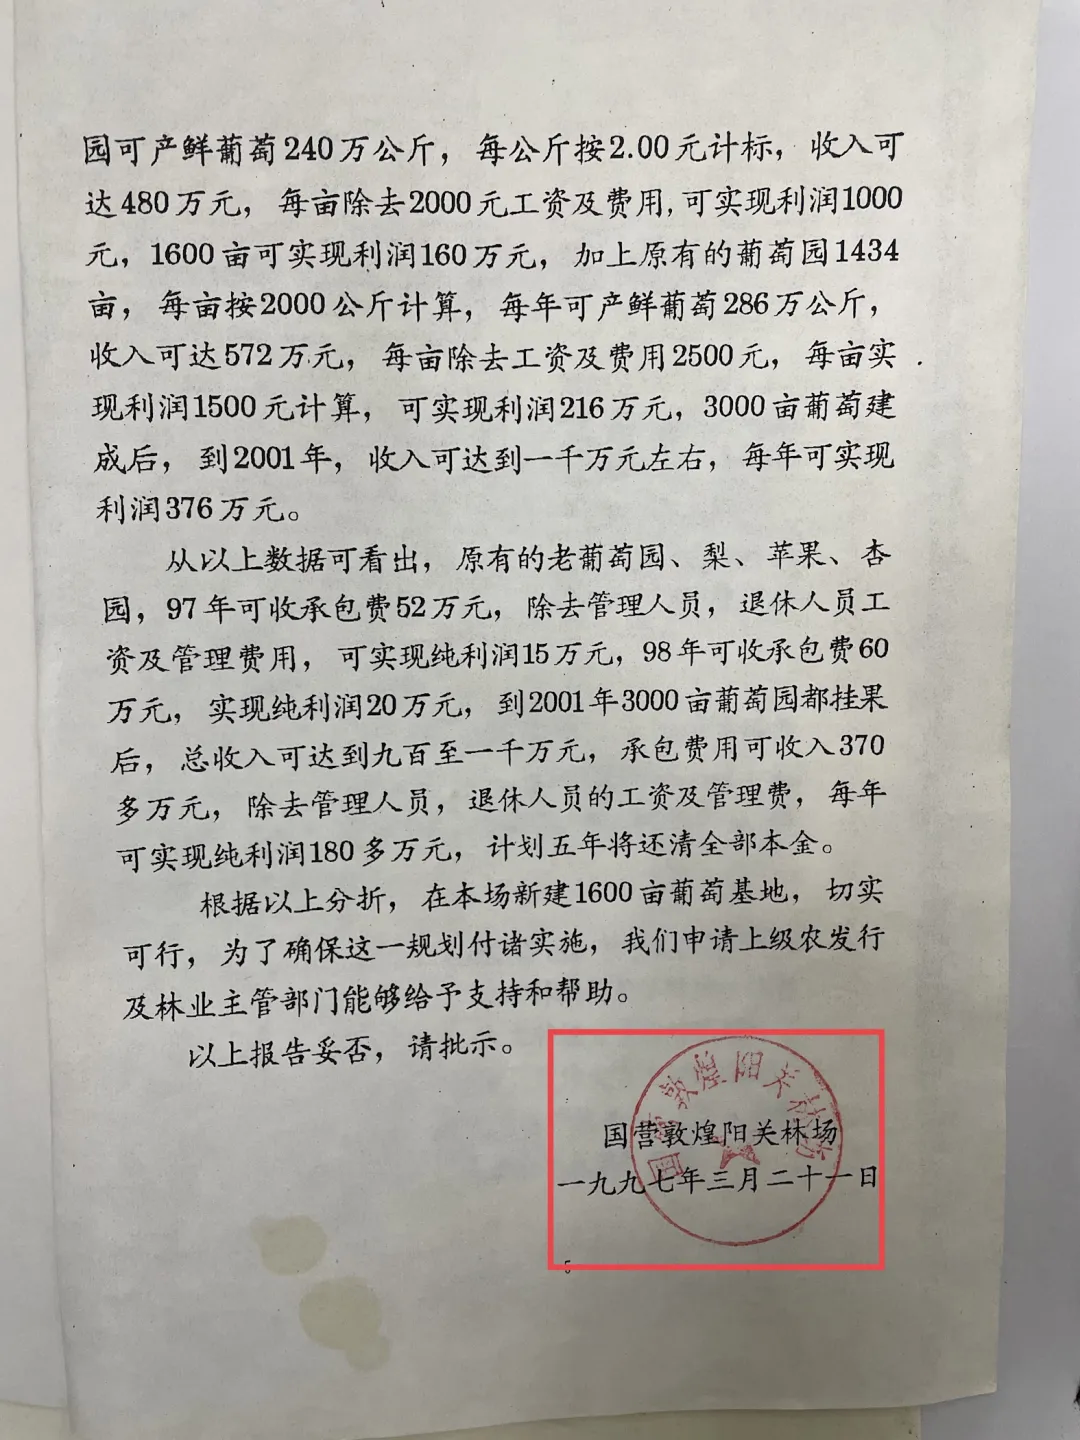 园可产鲜葡萄240万公斤，每公斤按2.00元计标，收入可
达480万元，每亩除去2000元工资及费用,可实现利润1000
元，1600亩可实现利润160万元，加上原有的葡萄园1434
亩，每亩按2000公斤计算，每年可产鲜葡萄286万公斤，
收入可达572万元，每亩除去工资及费用2500元，每亩实
现利润1500元计算，可实现利润216万元，3000亩葡萄建
成后，到2001年，收入可达到一千万元左右，每年可实现
利润376万元。
从以上数据可看出，原有的老葡萄园、梨、苹果、杏
园，97年可收承包费52万元，除去管理人员，退休人员工
资及管理费用，可实现纯利润15万元，98年可收承包费60
万元，实现纯利润20万元，到2001年3000亩葡萄园都挂果
后，总收入可达到九百至一千万元，承包费用可收入370
多万元，除去管理人员，退休人员的工资及管理费，每年
可实现纯利润180多万元，计划五年将还清全部本金。
根据以上分折，在本场新建1600亩葡萄基地，切实
可行，为了确保这一规划付诸实施，我们申请上级农发行
及林业主管部门能够给予支持和帮助。
以上报告妥否，请批示。
国营敦煌阳关林场
国营敦煌阳关林场
一九九七年三月二十一日
5